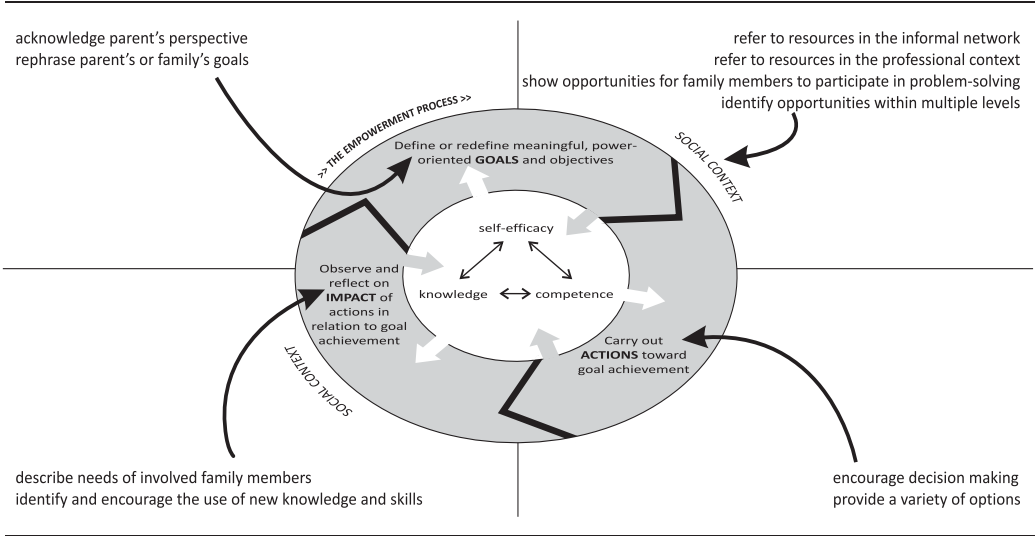 acknowledge parent’s perspective
rephrase parent’s or family’s goals
refer to resources in the informal network
refer to resources in the professional context
show opportunities for family members to participate in problem-solving
identify opportunities within multiple levels
>> THE EMPOWERMENT PROCESS >>
SOCIAL CONTEXT
Define or redefine meaningful, power-
oriented GOALS and objectives
self-efficacy
knowledge
competence
Observe and
reflect on
IMPACT of
actions in
relation to goal
achievement
Carry out
ACTIONS toward
goal achievement
SOCIAL CONTEXT
describe needs of involved family members
identify and encourage the use of new knowledge and skills
encourage decision making
provide a variety of options